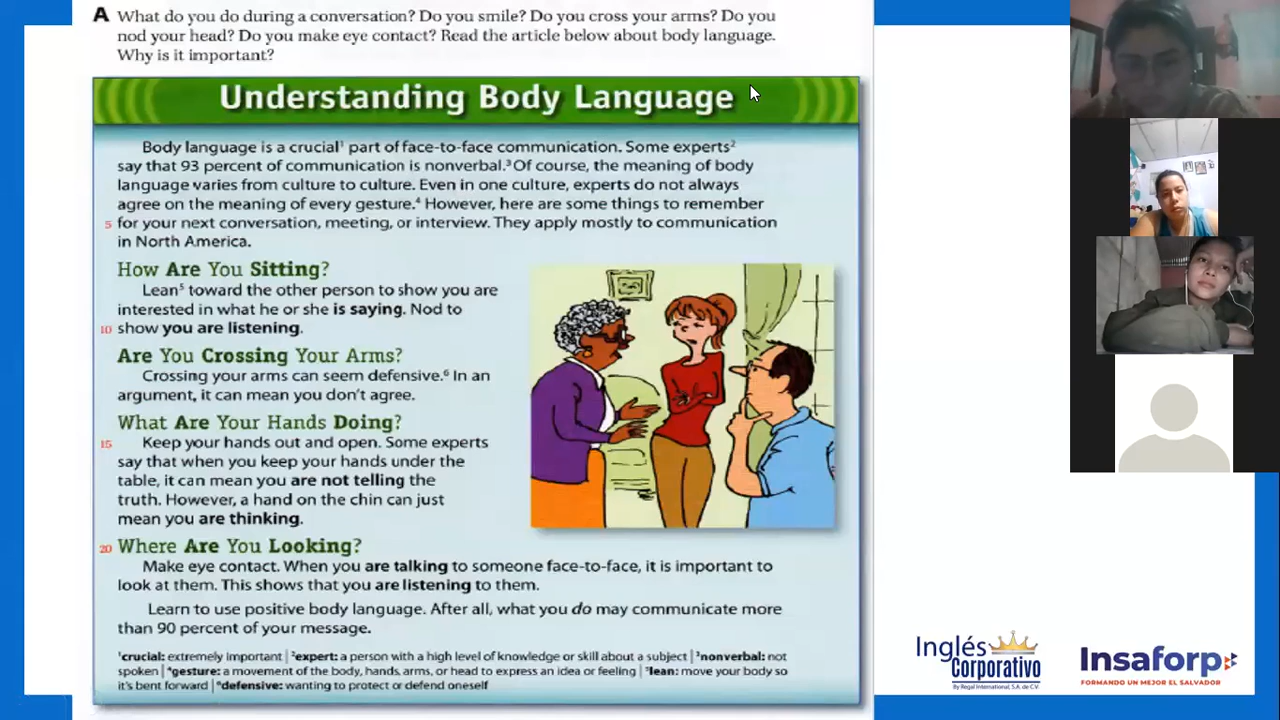 A What do you do during a conversation? Do you smile? Do you cross your arms? Do you
nod your head? Do you make eye contact? Read the article below about body language.
Why is it important?
Understanding Body Language
Body language is a crucial¹ part of face-to-face communication. Some experts²
say that 93 percent of communication is nonverbal.³ Of course, the meaning of body
language varies from culture to culture. Even in one culture, experts do not always
agree on the meaning of every gesture.⁴ However, here are some things to remember
5 for your next conversation, meeting, or interview. They apply mostly to communication
in North America.
How Are You Sitting?
Lean⁵ toward the other person to show you are
interested in what he or she is saying. Nod to
10 show you are listening.
Are You Crossing Your Arms?
Crossing your arms can seem defensive.⁶ In an
argument, it can mean you don't agree.
What Are Your Hands Doing?
15 Keep your hands out and open. Some experts
say that when you keep your hands under the
table, it can mean you are not telling the
truth. However, a hand on the chin can just
mean you are thinking.
20 Where Are You Looking?
Make eye contact. When you are talking to someone face-to-face, it is important to
look at them. This shows that you are listening to them.
Learn to use positive body language. After all, what you do may communicate more
than 90 percent of your message.
¹crucial: extremely important | ²expert: a person with a high level of knowledge or skill about a subject | ³nonverbal: not
spoken | ⁴gesture: a movement of the body, hands, arms, or head to express an idea or feeling | ⁵lean: move your body so
it's bent forward | ⁶defensive: wanting to protect or defend oneself
Inglés
Corporativo
By Regal International, S.A. de C.V.
Insaforp
FORMANDO UN MEJOR EL SALVADOR